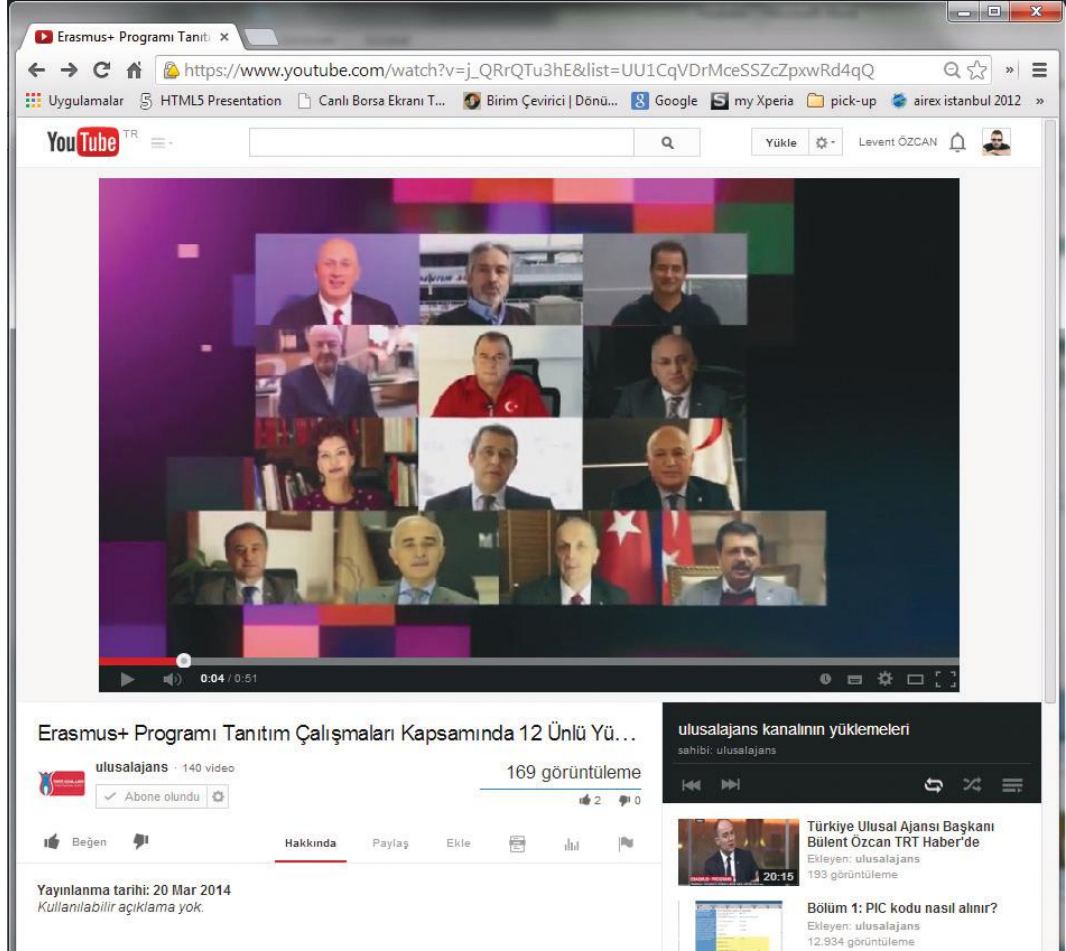 Erasmus+ Programı Tanıtı
https://www.youtube.com/watch?v=j_QRrQTu3hE&list=UU1CqVDrMceSSZcZpxwRd4qQ
Uygulamalar HTML5 Presentation Canlı Borsa Ekranı T... Birim Çevirici | Dönü... Google my Xperia pick-up airex istanbul 2012 »
YouTube TR Yükle Levent ÖZCAN
0:04 / 0:51
Erasmus+ Programı Tanıtım Çalışmaları Kapsamında 12 Ünlü Yü...
ulusalajans · 140 video
Abone olundu
169 görüntüleme
2 0
Beğen Hakkında Paylaş Ekle
Yayınlanma tarihi: 20 Mar 2014
Kullanılabilir açıklama yok.
ulusalajans kanalının yüklemeleri
sahibi: ulusalajans
20:15
Türkiye Ulusal Ajansı Başkanı
Bülent Özcan TRT Haber'de
Ekleyen: ulusalajans
193 görüntüleme
Bölüm 1: PIC kodu nasıl alınır?
Ekleyen: ulusalajans
12.934 görüntüleme